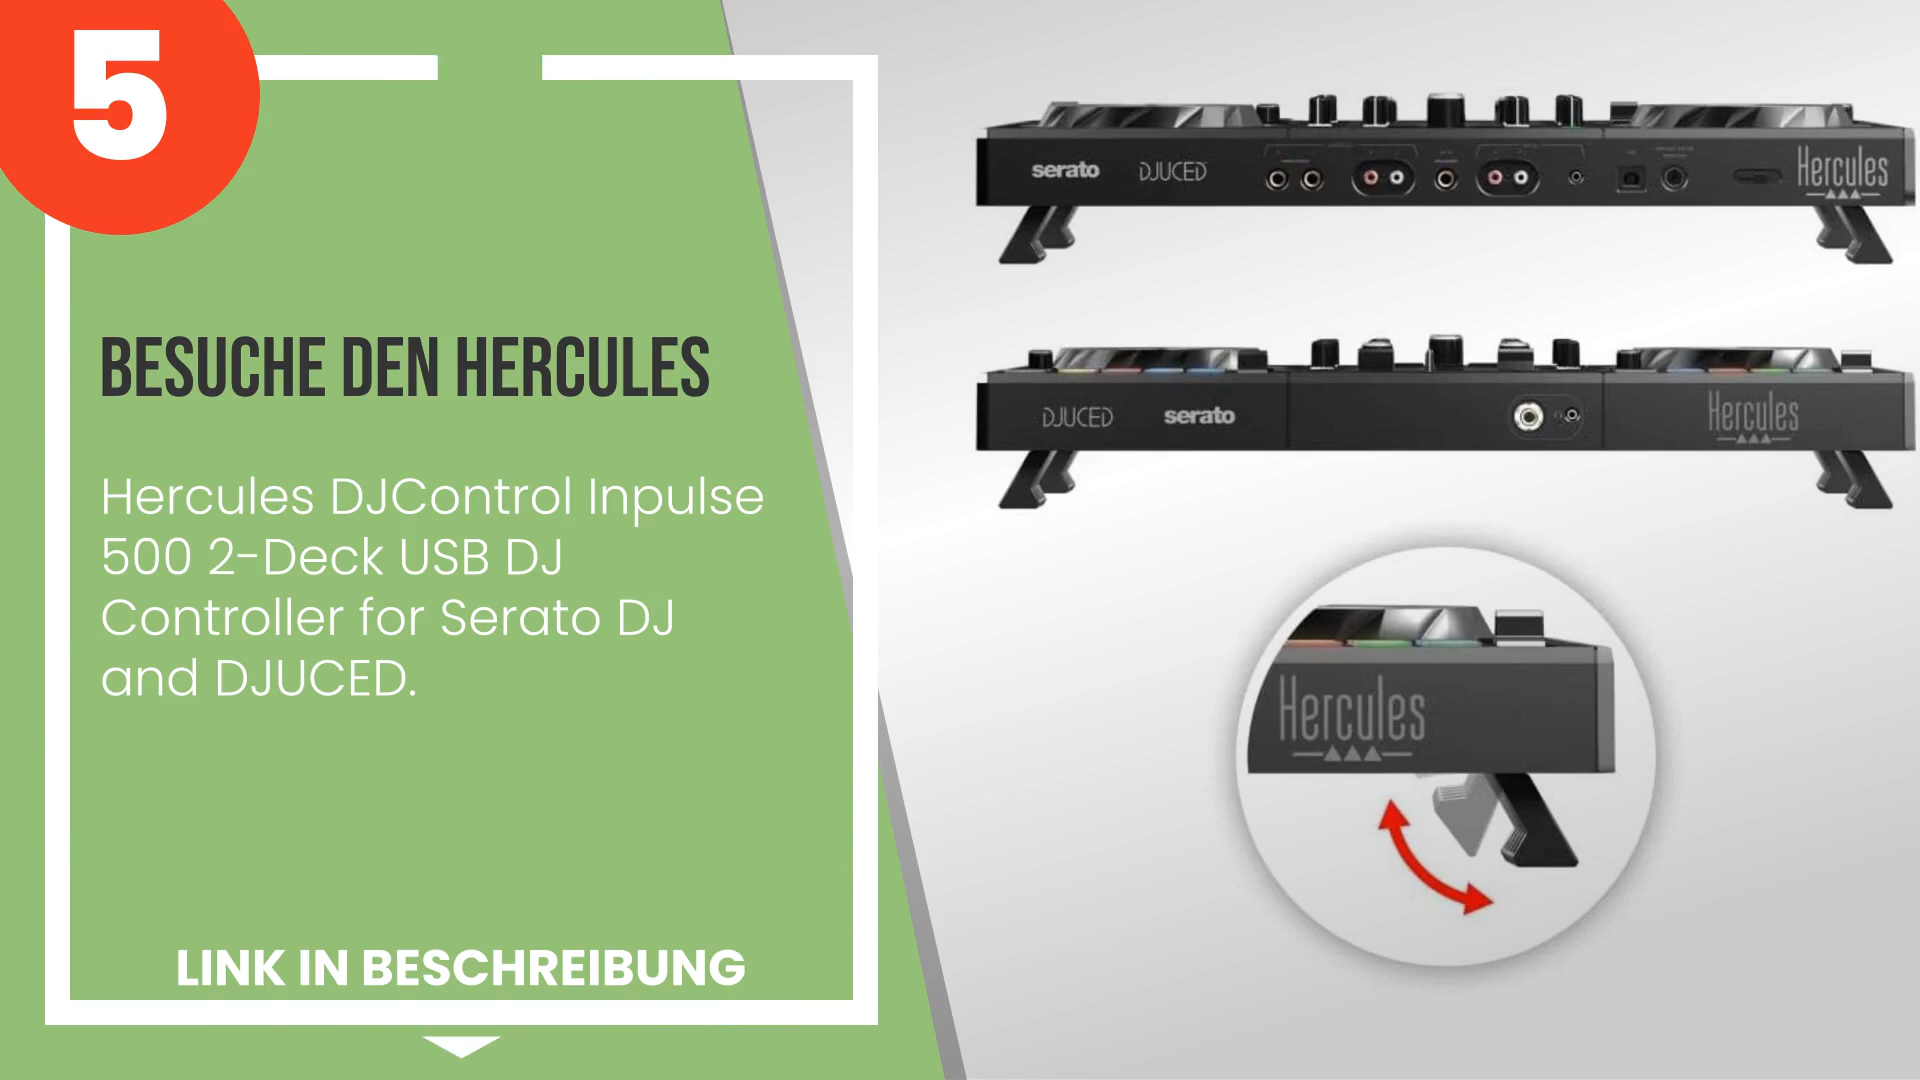 5
BESUCHE DEN HERCULES
Hercules DJControl Inpulse
500 2-Deck USB DJ
Controller for Serato DJ
and DJUCED.
LINK IN BESCHREIBUNG
serato DJUCED Hercules
DJUCED serato Hercules
Hercules